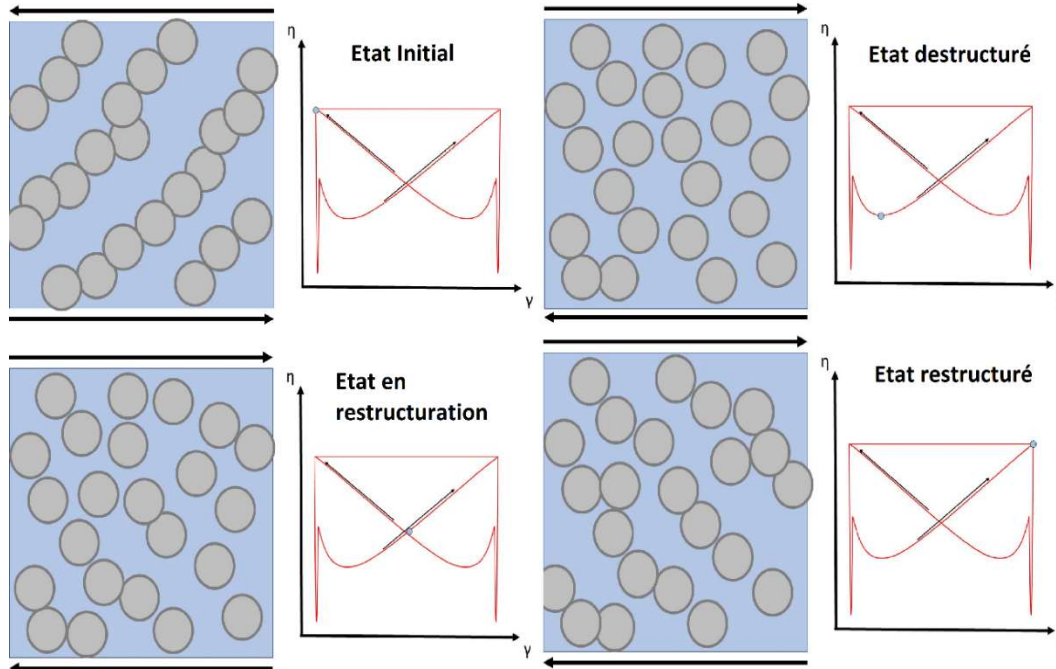 η
Etat Initial
γ
η
Etat destructuré
η
Etat en
restructuration
γ
η
Etat restructuré